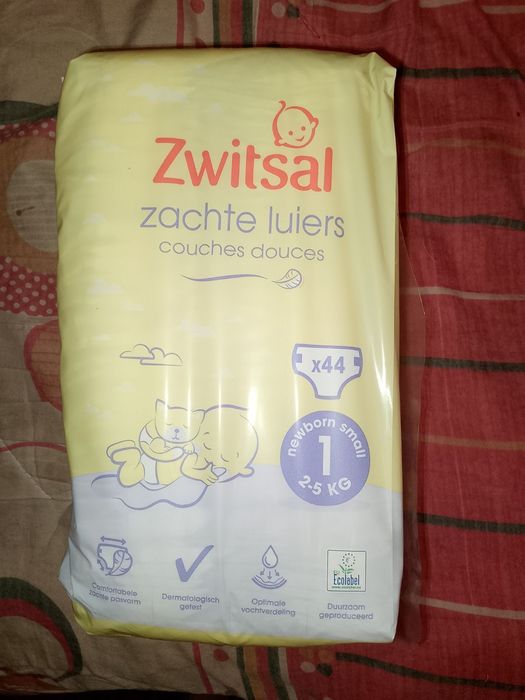 Zwitsal
zachte luiers
couches douces
x44
newborn small
1
2-5 KG
Comfortabele
zachte pasvorm
Dermatologisch
getest
Optimale
vochtverdeling
Ecolabel
Duurzaam
geproduceerd